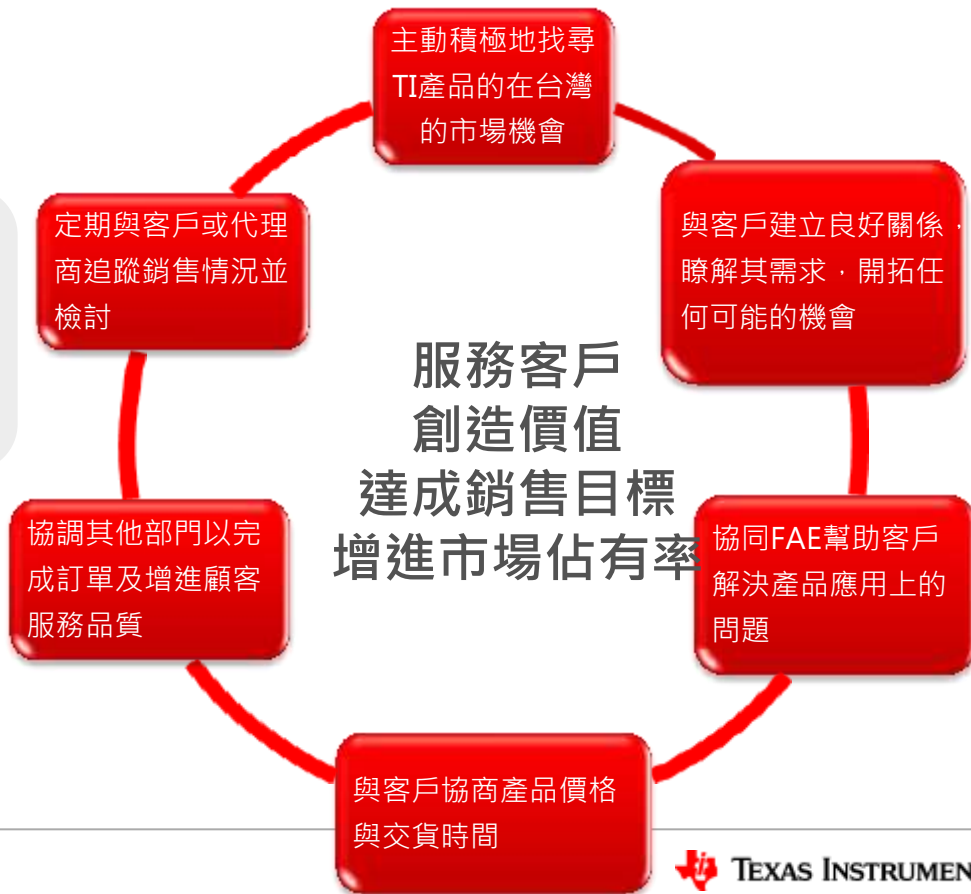 主動積極地找尋
TI產品的在台灣
的市場機會
與客戶建立良好關係，
瞭解其需求，開拓任
何可能的機會
協同FAE幫助客戶
解決產品應用上的
問題
與客戶協商產品價格
與交貨時間
協調其他部門以完
成訂單及增進顧客
服務品質
定期與客戶或代理
商追蹤銷售情況並
檢討
服務客戶
創造價值
達成銷售目標
增進市場佔有率
TEXAS INSTRUMEN